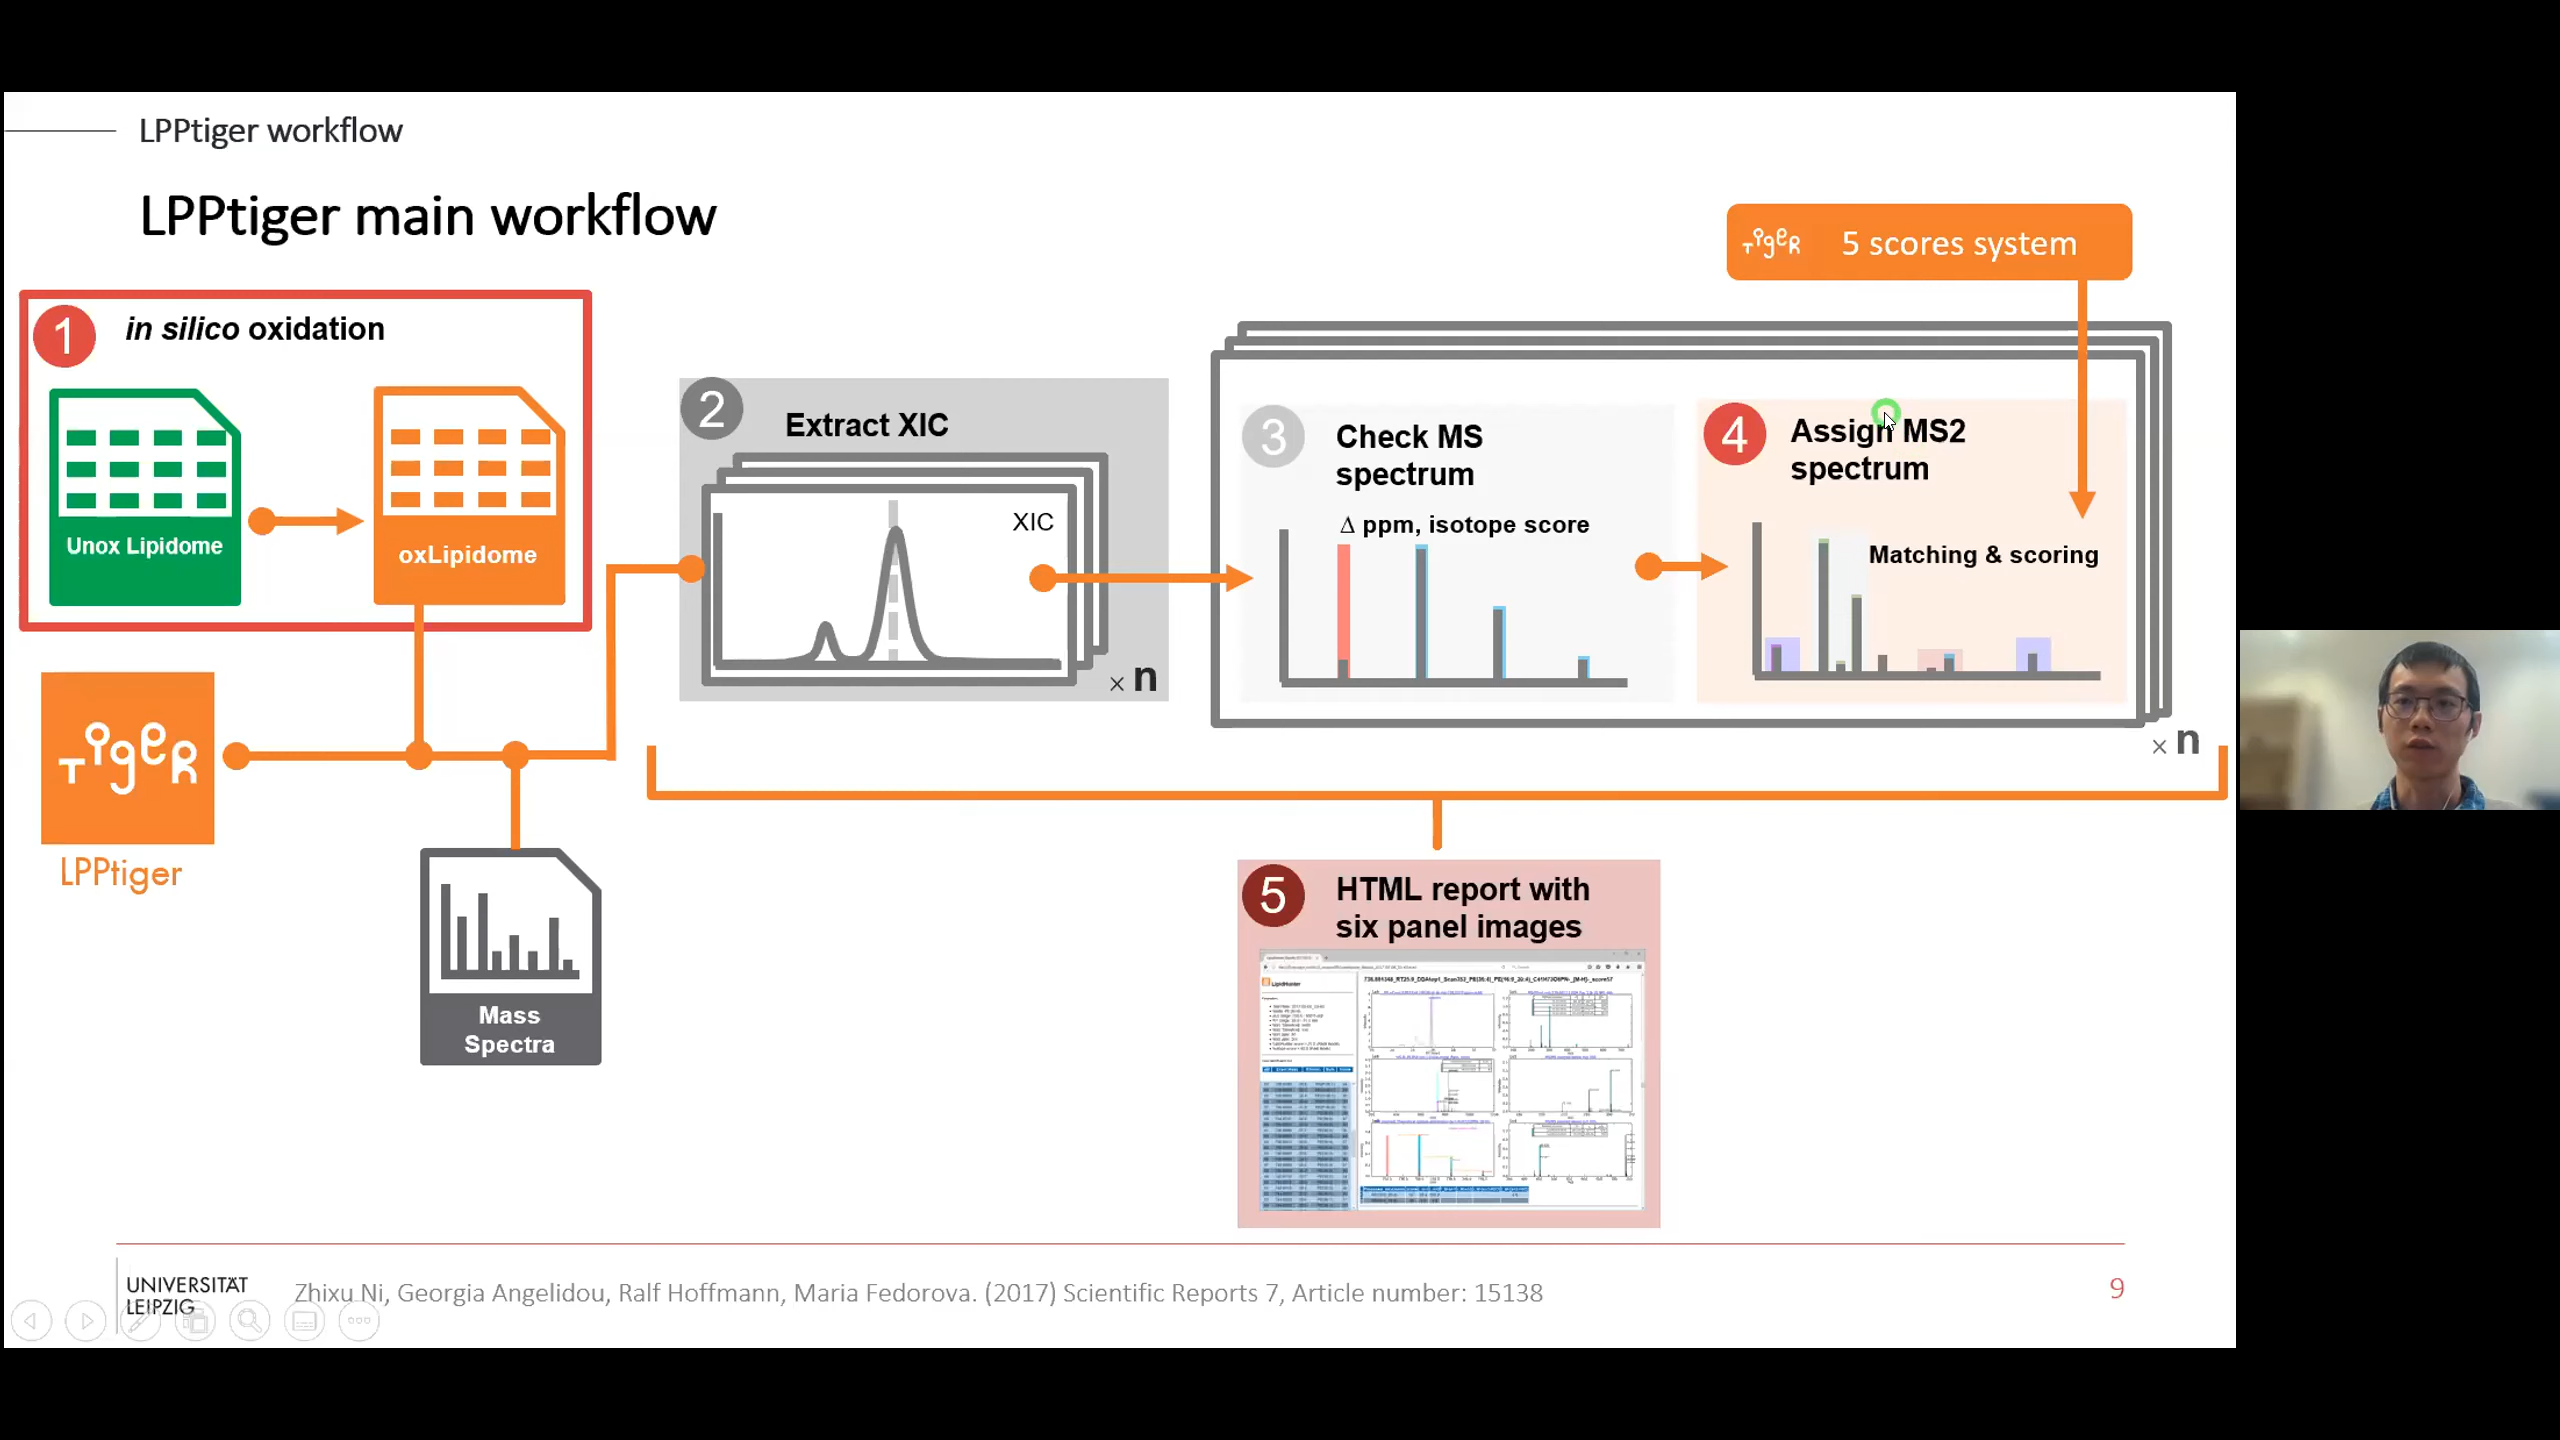 LPPtiger workflow
LPPtiger main workflow
TigeR 5 scores system
1 in silico oxidation
Unox Lipidome
oxLipidome
TigeR
LPPtiger
Mass
Spectra
2 Extract XIC
XIC
× n
3 Check MS
spectrum
Δ ppm, isotope score
4 Assign MS2
spectrum
Matching & scoring
× n
5 HTML report with
six panel images
LipidHunter
UNIVERSITÄT
LEIPZIG
Zhixu Ni, Georgia Angelidou, Ralf Hoffmann, Maria Fedorova. (2017) Scientific Reports 7, Article number: 15138
9